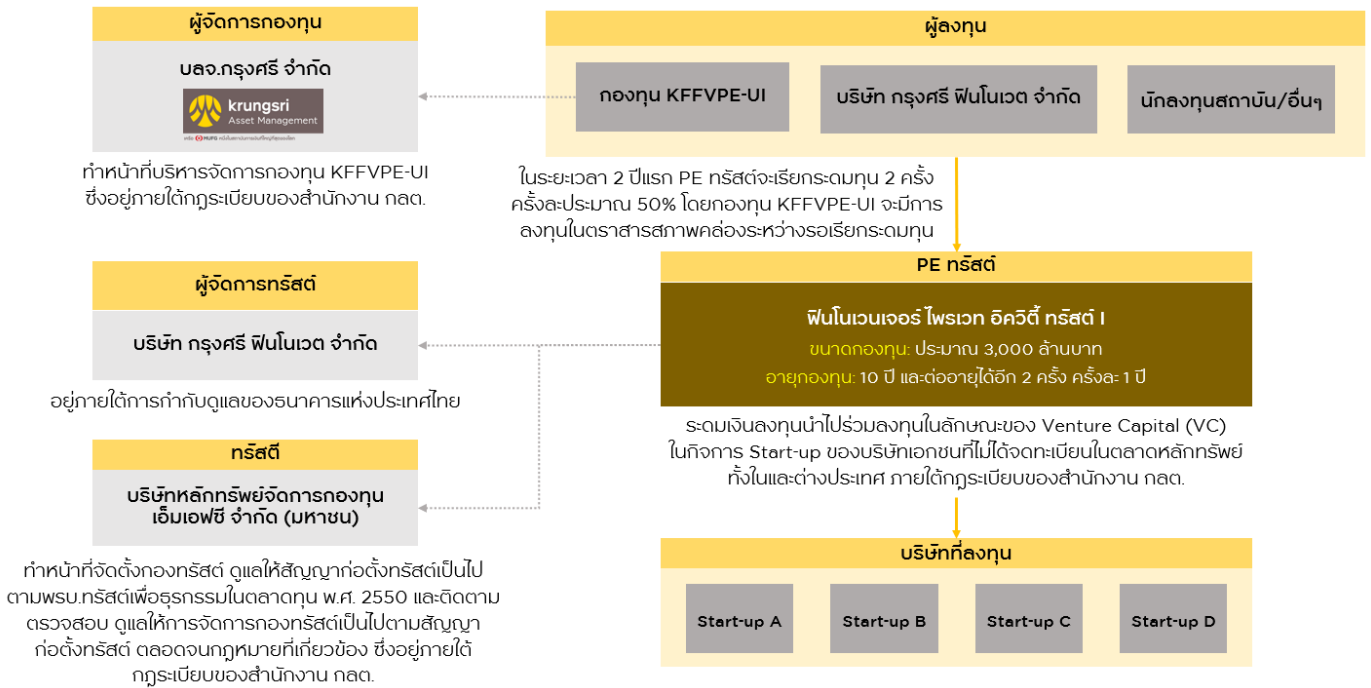 ผู้จัดการกองทุน
บลจ.กรุงศรี จำกัด
krungsri
Asset Management
เครือ MUFG หนึ่งในสถาบันการเงินที่ใหญ่ที่สุดของโลก
ทำหน้าที่บริหารจัดการกองทุน KFFVPE-UI
ซึ่งอยู่ภายใต้กฎระเบียบของสำนักงาน กลต.
ผู้ลงทุน
กองทุน KFFVPE-UI
บริษัท กรุงศรี ฟินโนเวต จำกัด
นักลงทุนสถาบัน/อื่นๆ
ในระยะเวลา 2 ปีแรก PE ทรัสต์จะเรียกระดมทุน 2 ครั้ง
ครั้งละประมาณ 50% โดยกองทุน KFFVPE-UI จะมีการ
ลงทุนในตราสารสภาพคล่องระหว่างรอเรียกระดมทุน
ผู้จัดการทรัสต์
บริษัท กรุงศรี ฟินโนเวต จำกัด
อยู่ภายใต้การกำกับดูแลของธนาคารแห่งประเทศไทย
PE ทรัสต์
ฟินโนเวนเจอร์ ไพรเวท อิควิตี้ ทรัสต์ I
ขนาดกองทุน: ประมาณ 3,000 ล้านบาท
อายุกองทุน: 10 ปี และต่ออายุได้อีก 2 ครั้ง ครั้งละ 1 ปี
ระดมเงินลงทุนนำไปร่วมลงทุนในลักษณะของ Venture Capital (VC)
ในกิจการ Start-up ของบริษัทเอกชนที่ไม่ได้จดทะเบียนในตลาดหลักทรัพย์
ทั้งในและต่างประเทศ ภายใต้กฎระเบียบของสำนักงาน กลต.
ทรัสตี
บริษัทหลักทรัพย์จัดการกองทุน
เอ็มเอฟซี จำกัด (มหาชน)
ทำหน้าที่จัดตั้งกองทรัสต์ ดูแลให้สัญญาก่อตั้งทรัสต์เป็นไป
ตามพรบ.ทรัสต์เพื่อธุรกรรมในตลาดทุน พ.ศ. 2550 และติดตาม
ตรวจสอบ ดูแลให้การจัดการกองทรัสต์เป็นไปตามสัญญา
ก่อตั้งทรัสต์ ตลอดจนกฎหมายที่เกี่ยวข้อง ซึ่งอยู่ภายใต้
กฎระเบียบของสำนักงาน กลต.
บริษัทที่ลงทุน
Start-up A
Start-up B
Start-up C
Start-up D